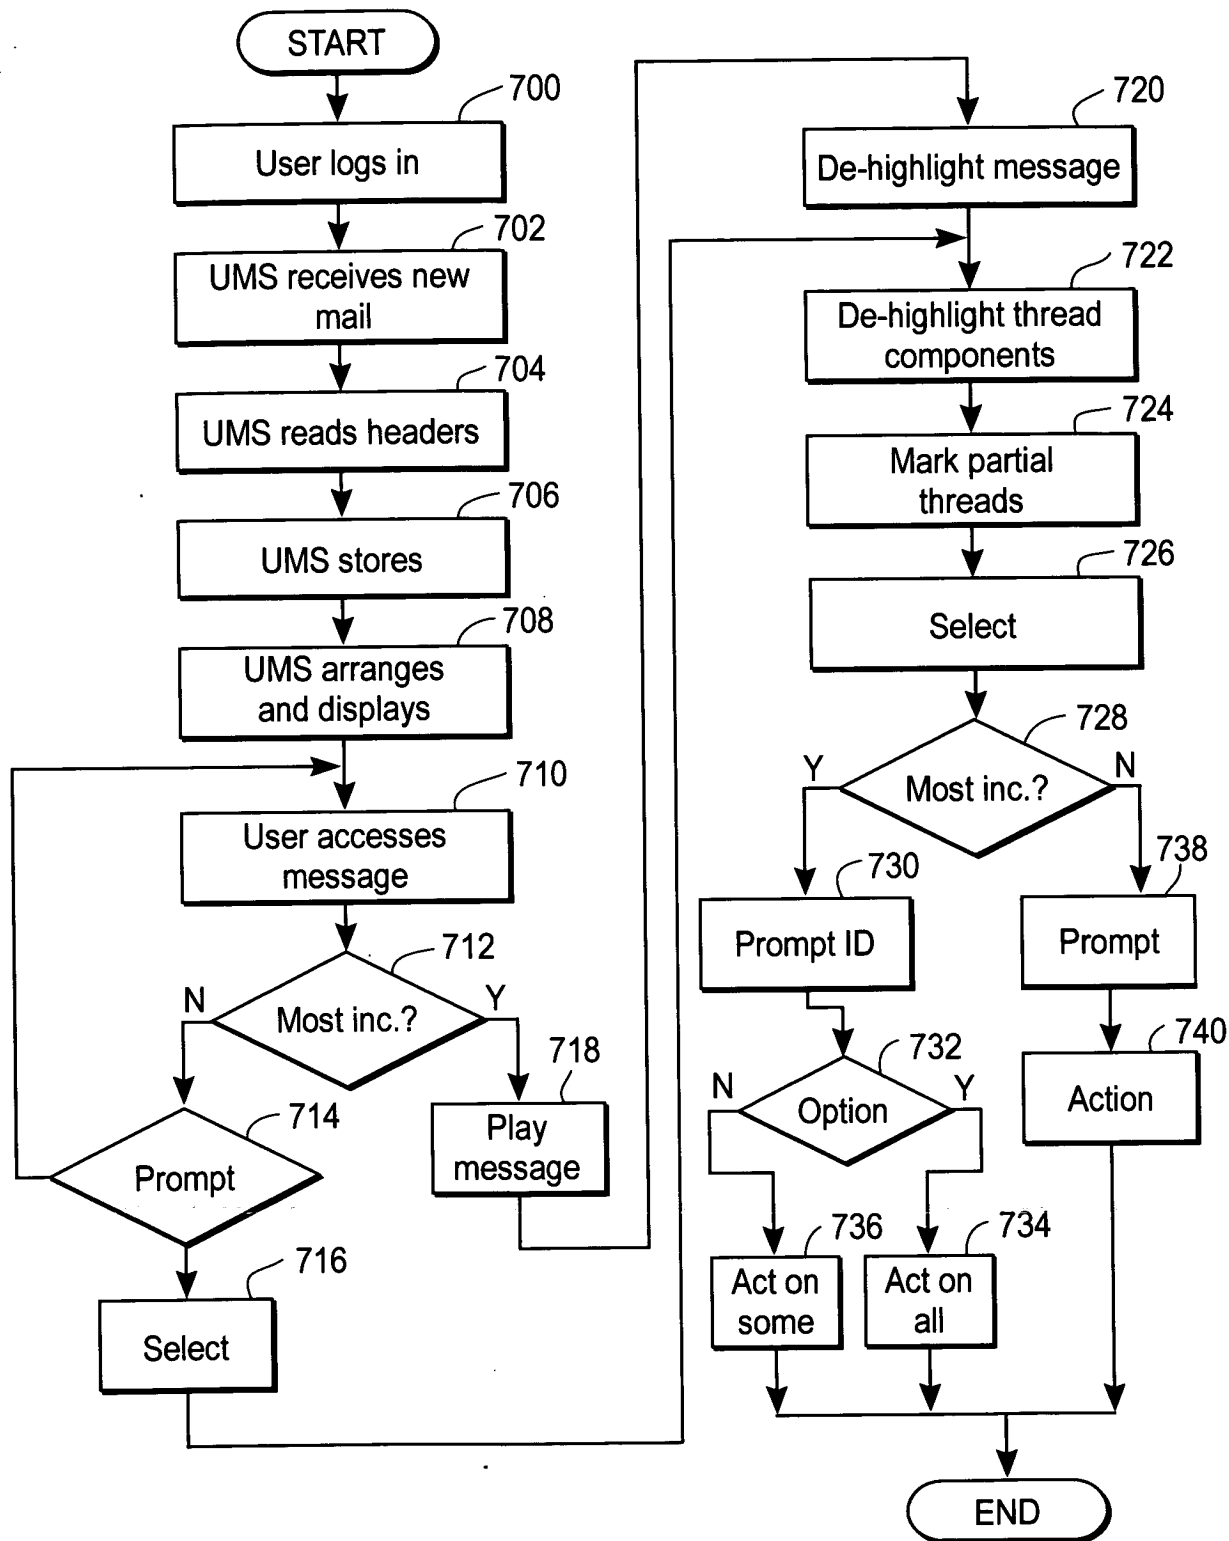 START
700
User logs in
702
UMS receives new
mail
704
UMS reads headers
706
UMS stores
708
UMS arranges
and displays
710
User accesses
message
712
N
Y
Most inc.?
714
Prompt
718
Play
message
716
Select
720
De-highlight message
722
De-highlight thread
components
724
Mark partial
threads
726
Select
728
Y
N
Most inc.?
730
Prompt ID
738
Prompt
732
N
Y
Option
740
Action
736
Act on
some
734
Act on
all
END